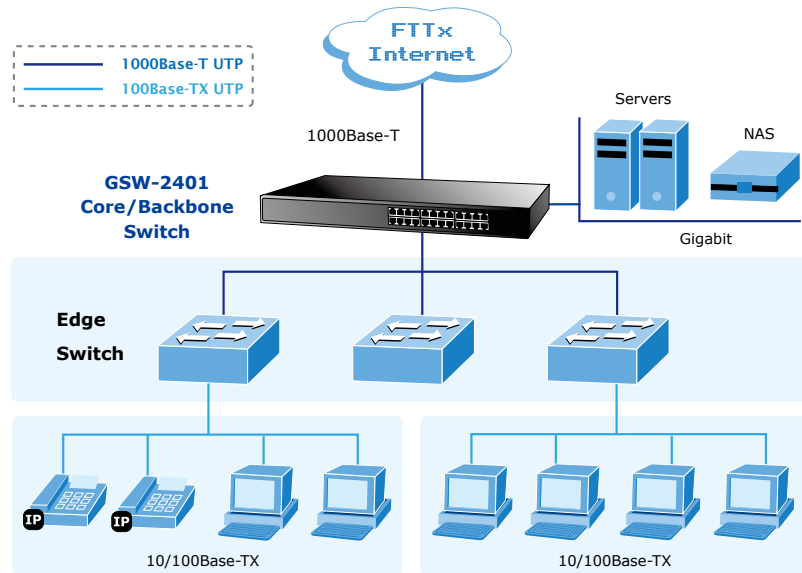 FTTx
Internet
1000Base-T UTP
100Base-TX UTP
Servers
NAS
1000Base-T
GSW-2401
Core/Backbone
Switch
Gigabit
Edge
Switch
IP
IP
10/100Base-TX
10/100Base-TX